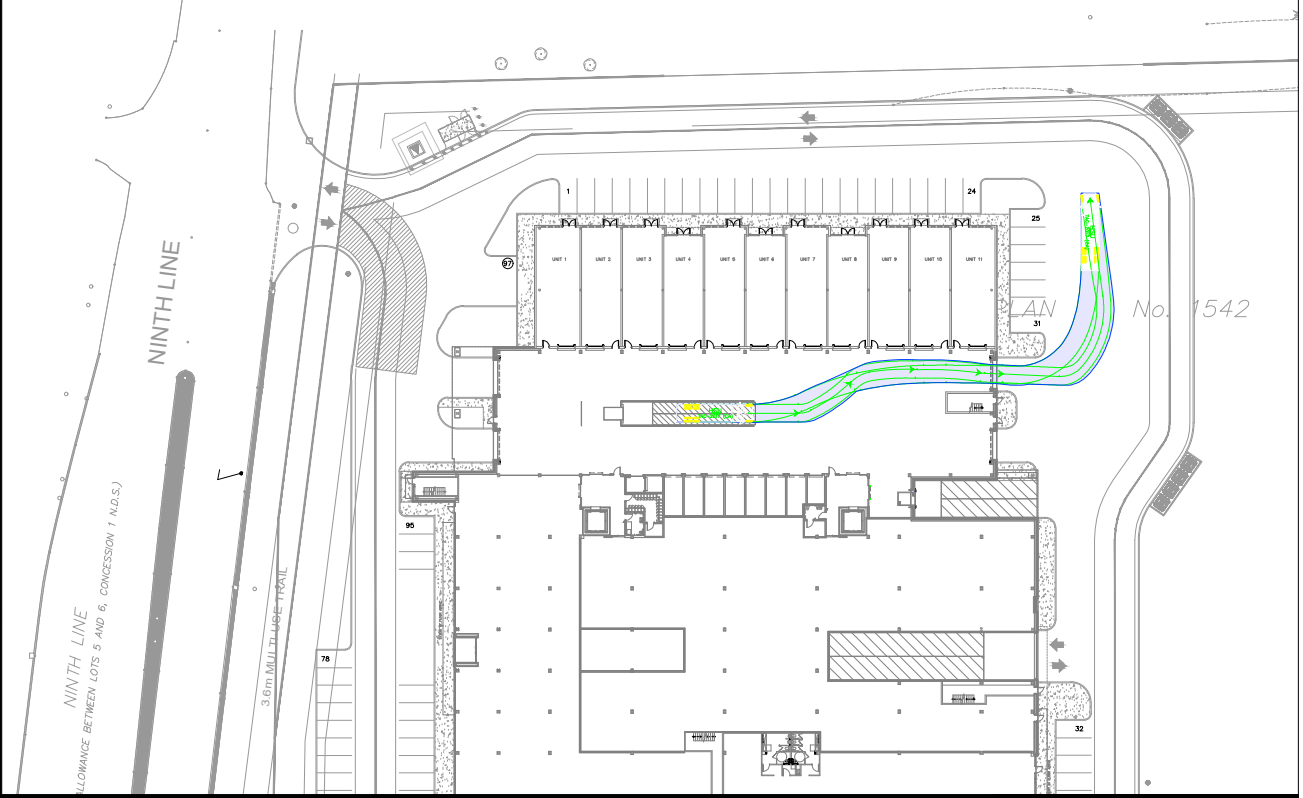 1
24
25
97
UNIT 1
UNIT 2
UNIT 3
UNIT 4
UNIT 5
UNIT 6
UNIT 7
UNIT 8
UNIT 9
UNIT 10
UNIT 11
NINTH LINE
PLAN No. 1542
31
95
3.6m MULTI USE TRAIL
NINTH LINE
ALLOWANCE BETWEEN LOTS 5 AND 6, CONCESSION 1 N.D.S.)
78
32